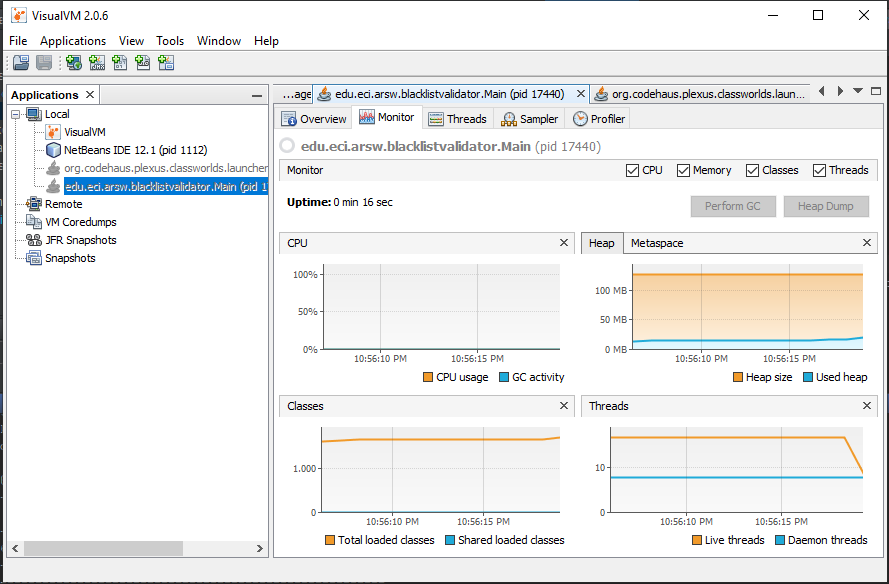 VisualVM 2.0.6
File Applications View Tools Window Help
Applications
...age edu.eci.arsw.blacklistvalidator.Main (pid 17440) org.codehaus.plexus.classworlds.laun...
Local
VisualVM
NetBeans IDE 12.1 (pid 1112)
org.codehaus.plexus.classworlds.launcher
edu.eci.arsw.blacklistvalidator.Main (pid 1
Remote
VM Coredumps
JFR Snapshots
Snapshots
Overview Monitor Threads Sampler Profiler
edu.eci.arsw.blacklistvalidator.Main (pid 17440)
Monitor CPU Memory Classes Threads
Uptime: 0 min 16 sec Perform GC Heap Dump
CPU
100%
50%
0%
10:56:10 PM 10:56:15 PM
CPU usage GC activity
Heap Metaspace
100 MB
50 MB
0 MB
10:56:10 PM 10:56:15 PM
Heap size Used heap
Classes
1.000
0
10:56:10 PM 10:56:15 PM
Total loaded classes Shared loaded classes
Threads
10
0
10:56:10 PM 10:56:15 PM
Live threads Daemon threads